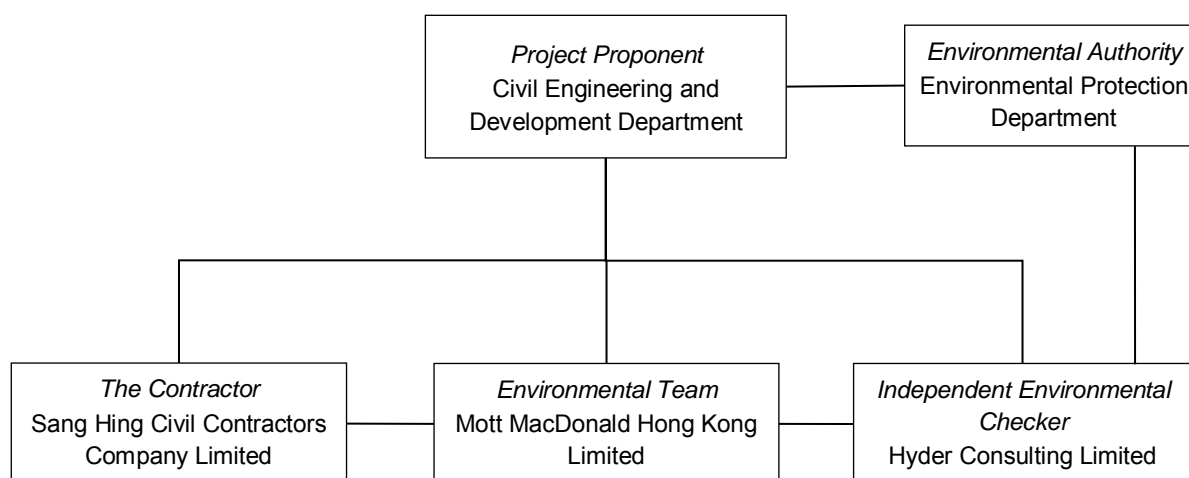 Project Proponent
Civil Engineering and
Development Department
Environmental Authority
Environmental Protection
Department
The Contractor
Sang Hing Civil Contractors
Company Limited
Environmental Team
Mott MacDonald Hong Kong
Limited
Independent Environmental
Checker
Hyder Consulting Limited